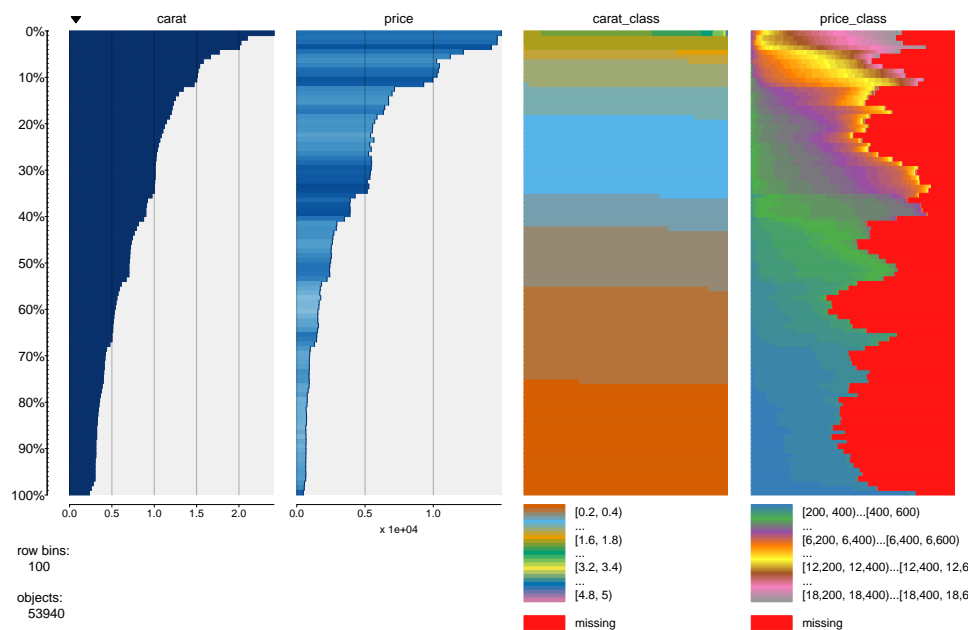 carat
price
carat_class
price_class
0%
10%
20%
30%
40%
50%
60%
70%
80%
90%
100%
0.0 0.5 1.0 1.5 2.0
0.0 0.5 1.0
x 1e+04
row bins:
100
objects:
53940
[0.2, 0.4)
...
[1.6, 1.8)
...
[3.2, 3.4)
...
[4.8, 5)
missing
[200, 400)...[400, 600)
...
[6,200, 6,400)...[6,400, 6,600)
...
[12,200, 12,400)...[12,400, 12,6
...
[18,200, 18,400)...[18,400, 18,6
missing